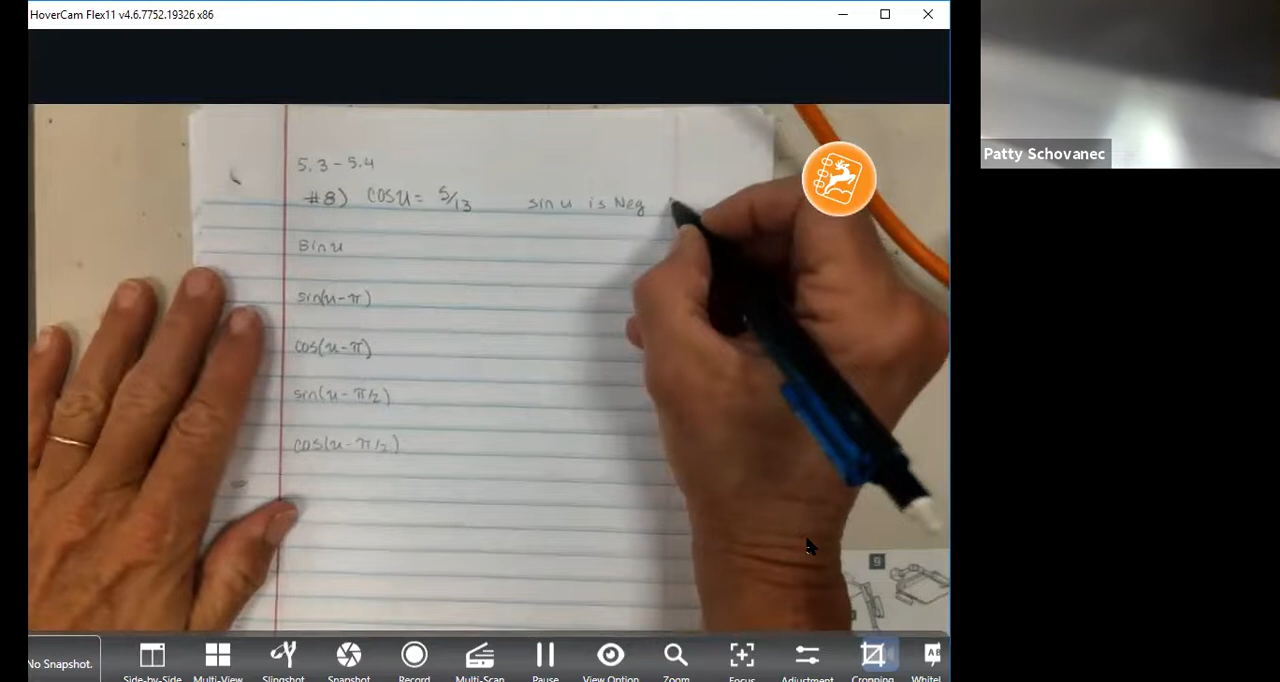 HoverCam Flex11 v4.6.7752.19326 x86
Patty Schovanec
5.3 - 5.4
#8) cos u = 5/13 sin u is Neg
sin u
sin(u-π)
cos(u-π)
sin(u-π/2)
cos(u-π/2)
9
No Snapshot.
Side-by-Side Multi-View Slingshot Snapshot Record Multi-Scan Pause View Option Zoom Focus Adjustment Cropping Whitel